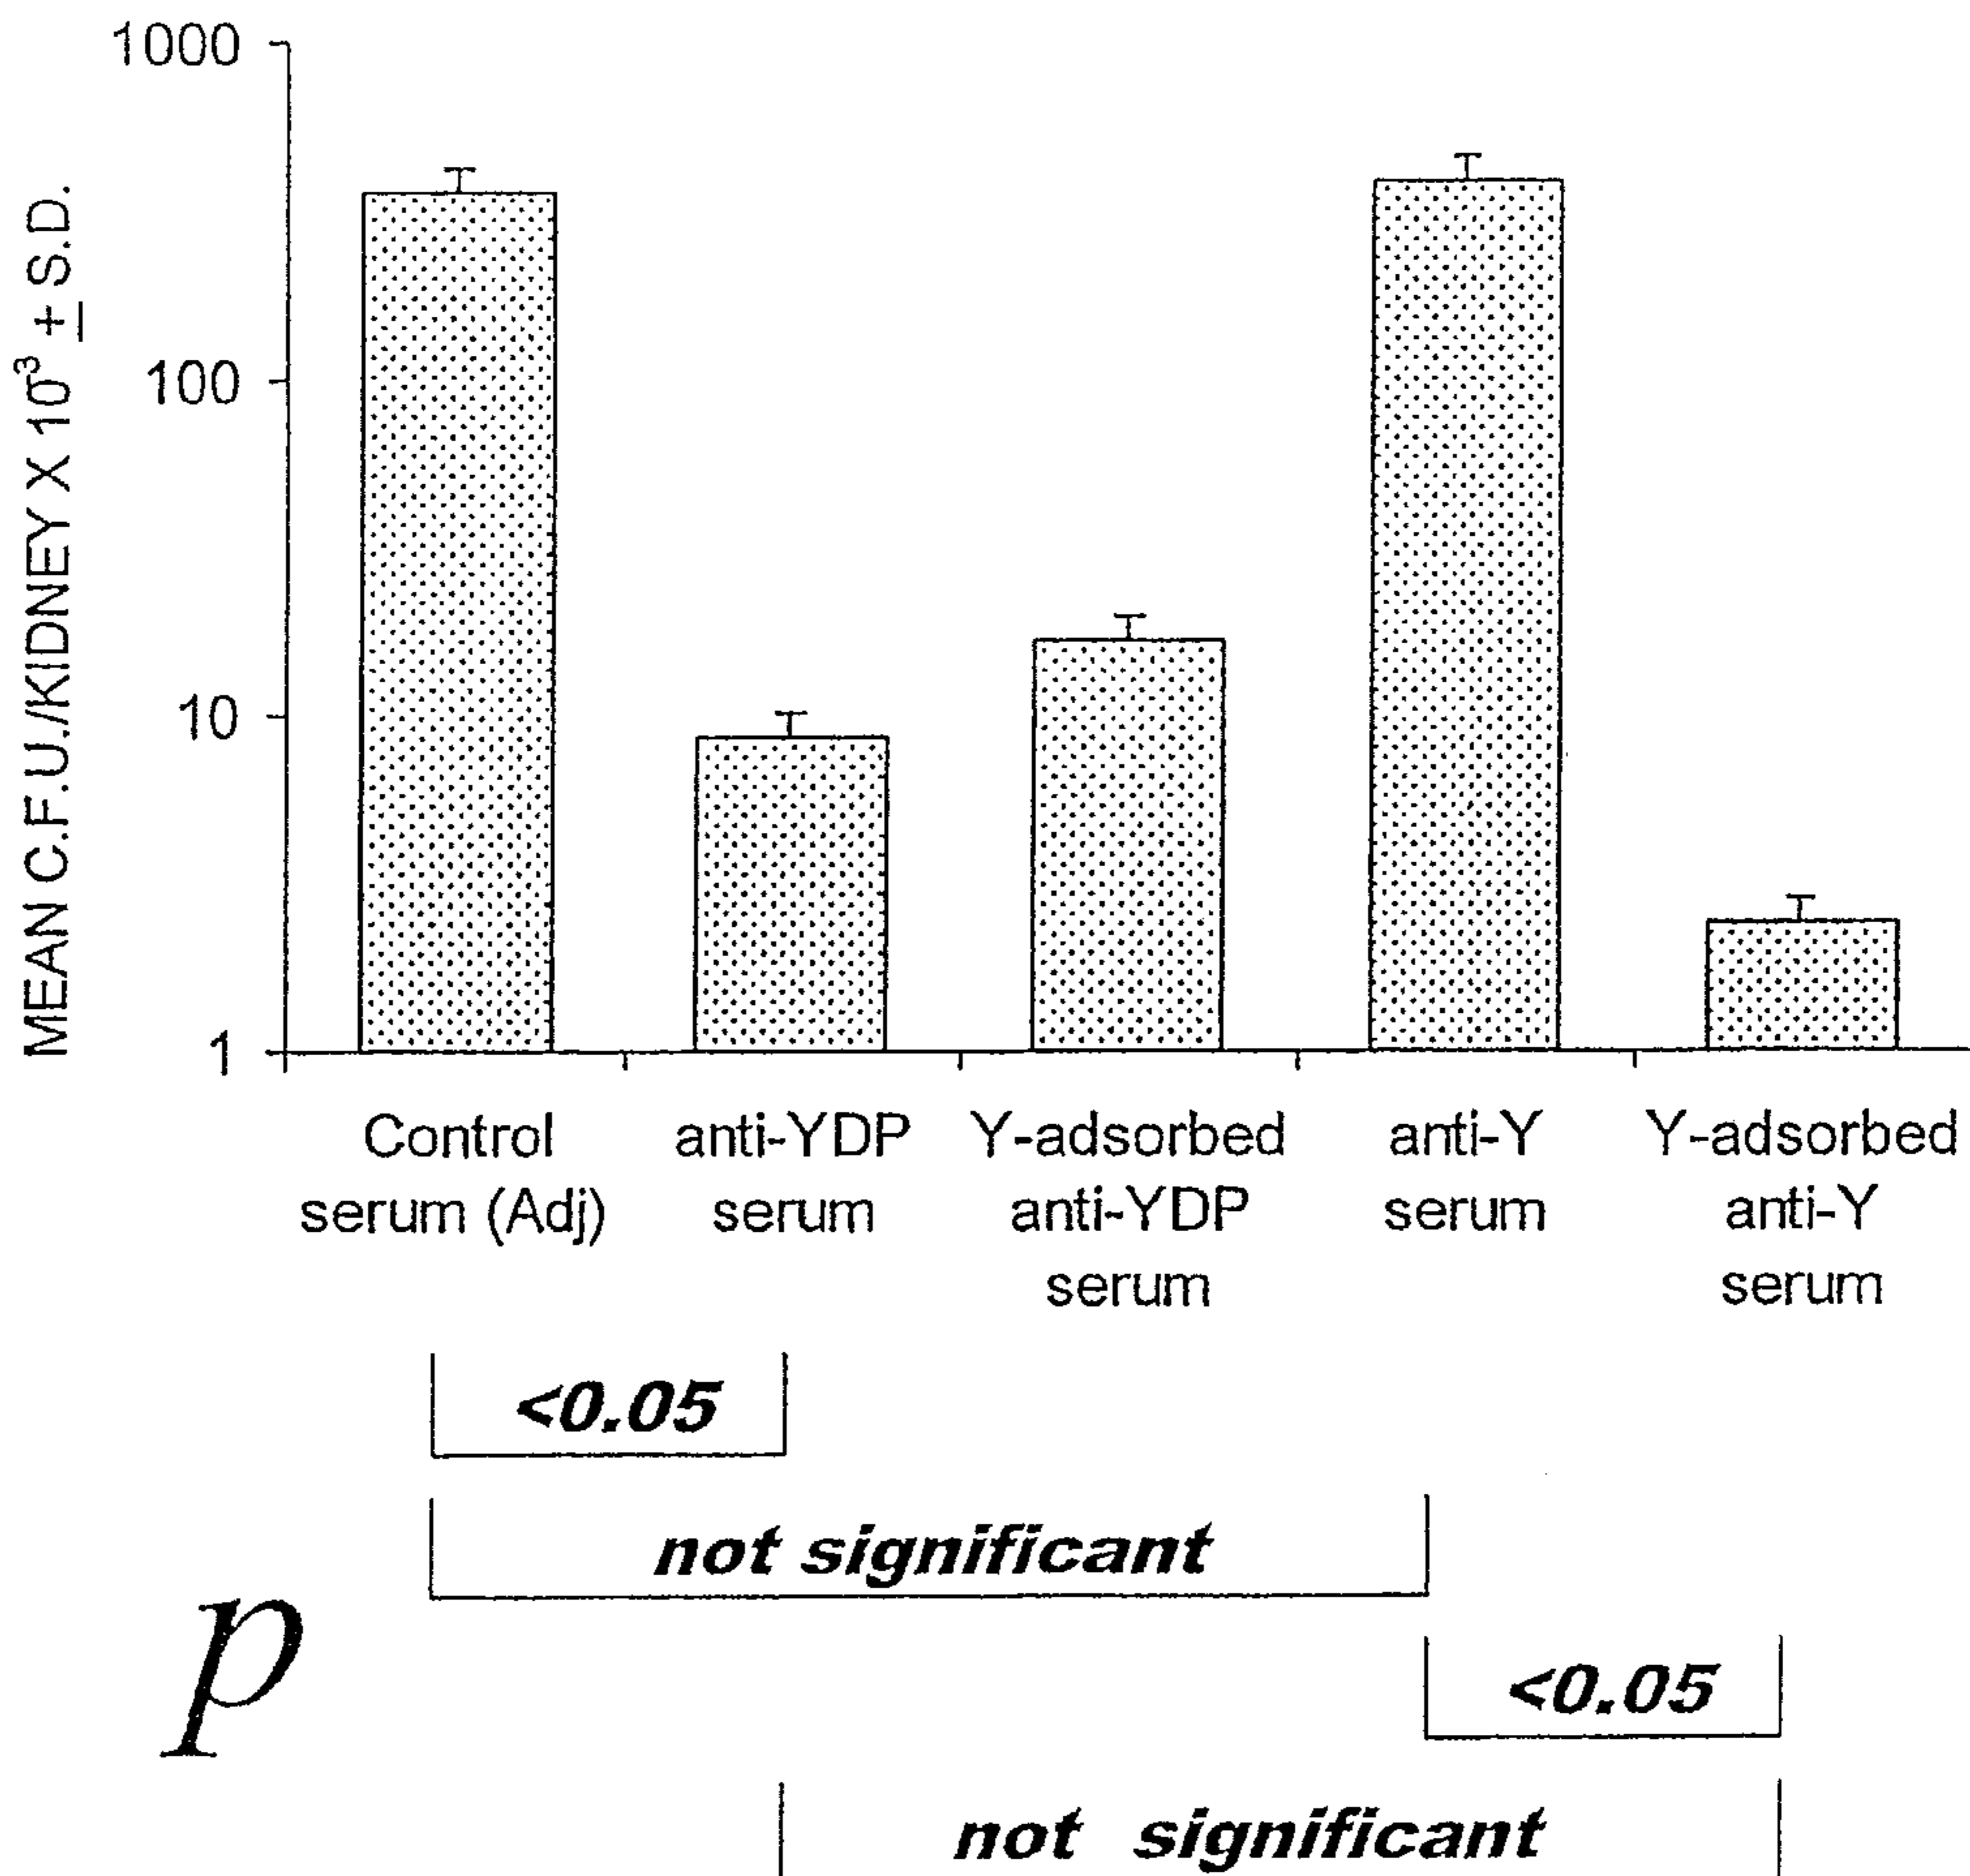 1000
100
10
1
MEAN C.F.U./KIDNEY X 10³ ± S.D.
Control serum (Adj)
anti-YDP serum
Y-adsorbed anti-YDP serum
anti-Y serum
Y-adsorbed anti-Y serum
<0.05
not significant
p
<0.05
not significant